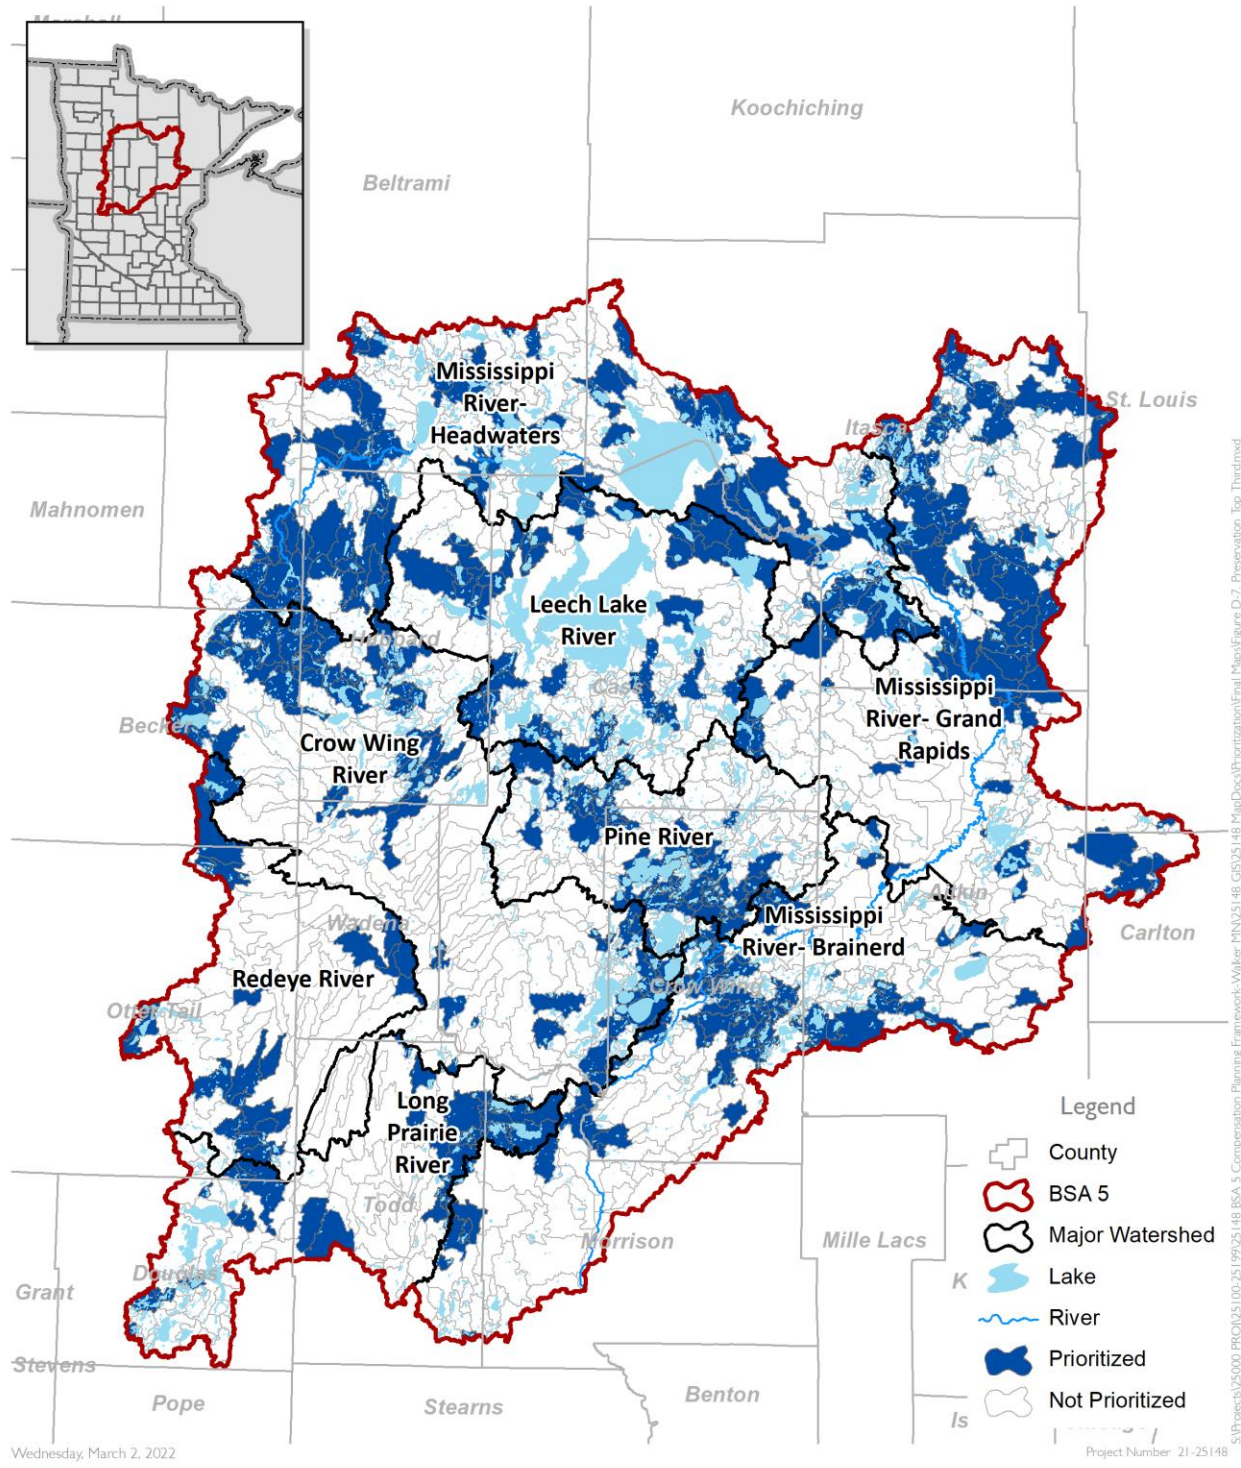 Marshall
Koochiching
Beltrami
Mississippi
River-
Headwaters
St. Louis
Itasca
Mahnomen
Leech Lake
River
Hubbard
Cass
Mississippi
River- Grand
Rapids
Becker
Crow Wing
River
Pine River
Aitkin
Wadena
Mississippi
River- Brainerd
Carlton
Redeye River
Crow Wing
Otter Tail
Long
Prairie
River
Todd
Morrison
Mille Lacs
Douglas
Grant
K
Stevens
Pope
Stearns
Benton
Is
Legend
County
BSA 5
Major Watershed
Lake
River
Prioritized
Not Prioritized
Wednesday, March 2, 2022
Project Number 21-25148